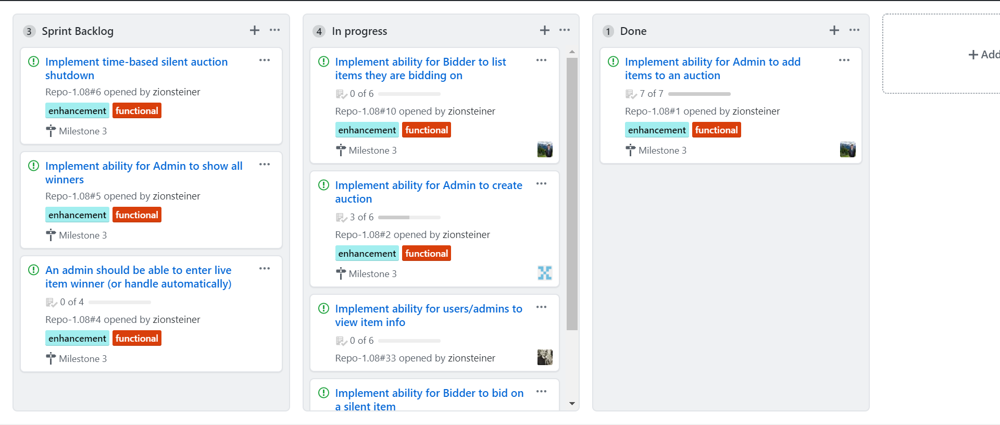 3 Sprint Backlog
Implement time-based silent auction
shutdown
Repo-1.08#6 opened by zionsteiner
enhancement functional
Milestone 3
Implement ability for Admin to show all
winners
Repo-1.08#5 opened by zionsteiner
enhancement functional
Milestone 3
An admin should be able to enter live
item winner (or handle automatically)
0 of 4
Repo-1.08#4 opened by zionsteiner
enhancement functional
Milestone 3
4 In progress
Implement ability for Bidder to list
items they are bidding on
0 of 6
Repo-1.08#10 opened by zionsteiner
enhancement functional
Milestone 3
Implement ability for Admin to create
auction
3 of 6
Repo-1.08#2 opened by zionsteiner
enhancement functional
Milestone 3
Implement ability for users/admins to
view item info
0 of 6
Repo-1.08#33 opened by zionsteiner
Implement ability for Bidder to bid on
a silent item
1 Done
Implement ability for Admin to add
items to an auction
7 of 7
Repo-1.08#1 opened by zionsteiner
enhancement functional
Milestone 3
+ Add